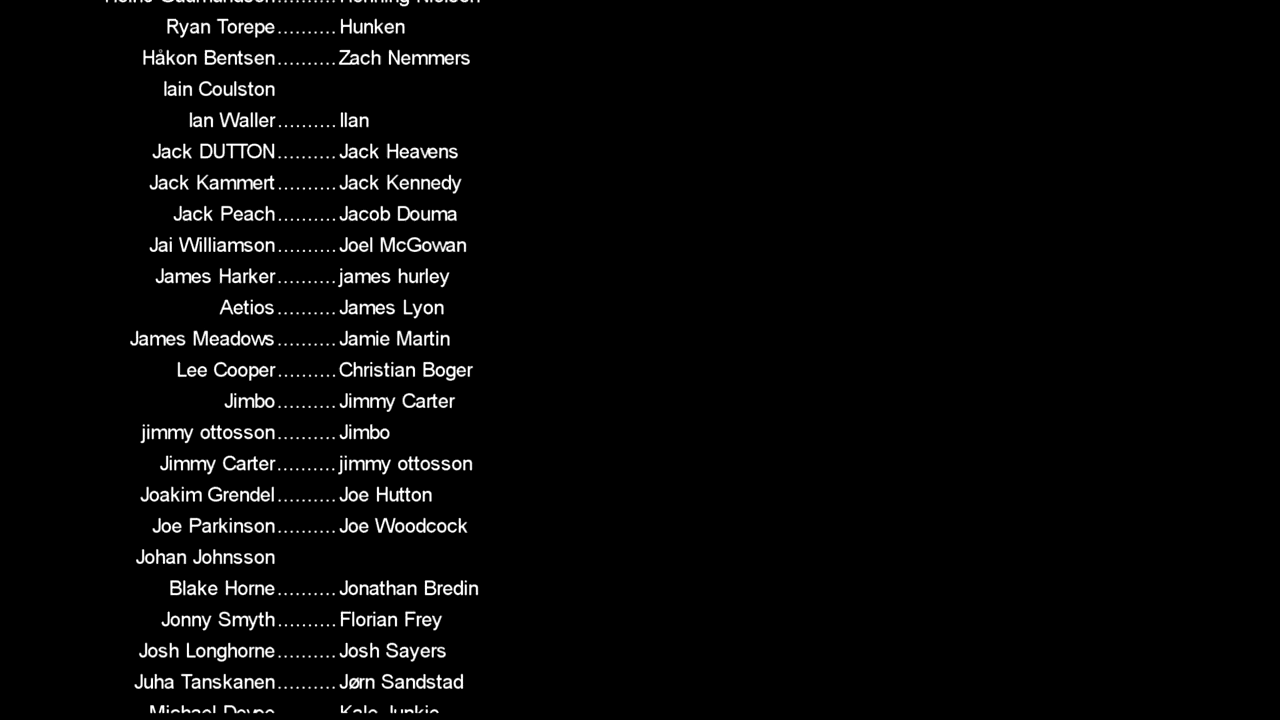 Ryan Torepe..........Hunken
Håkon Bentsen..........Zach Nemmers
Iain Coulston
Ian Waller..........Ilan
Jack DUTTON..........Jack Heavens
Jack Kammert..........Jack Kennedy
Jack Peach..........Jacob Douma
Jai Williamson..........Joel McGowan
James Harker..........james hurley
Aetios..........James Lyon
James Meadows..........Jamie Martin
Lee Cooper..........Christian Boger
Jimbo..........Jimmy Carter
jimmy ottosson..........Jimbo
Jimmy Carter..........jimmy ottosson
Joakim Grendel..........Joe Hutton
Joe Parkinson..........Joe Woodcock
Johan Johnsson
Blake Horne..........Jonathan Bredin
Jonny Smyth..........Florian Frey
Josh Longhorne..........Josh Sayers
Juha Tanskanen..........Jørn Sandstad
Michael..........Kale Junkie